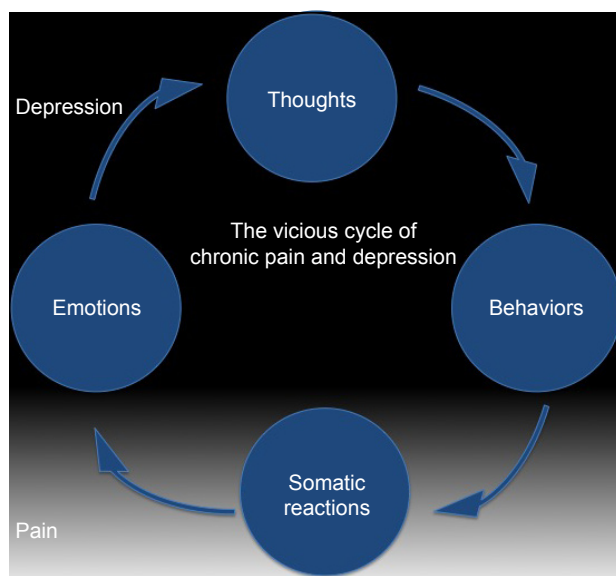 Depression
Thoughts
The vicious cycle of
chronic pain and depression
Emotions
Behaviors
Somatic
reactions
Pain